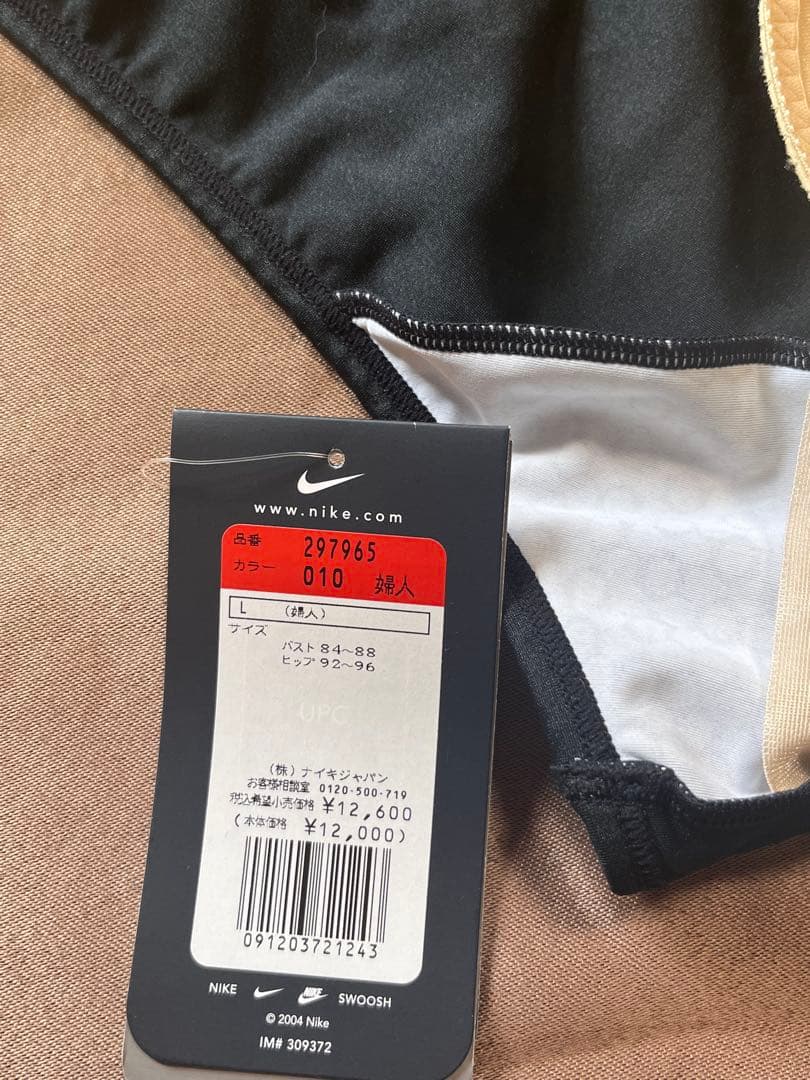 www.nike.com
品番 297965
カラー 010 婦人
L (婦人)
サイズ
バスト 84~88
ヒップ 92~96
UPC
(株) ナイキジャパン
お客様相談室 0120-500-719
税込希望小売価格 ¥12,600
(本体価格 ¥12,000)
091203721243
NIKE NIKE SWOOSH
© 2004 Nike
IM# 309372